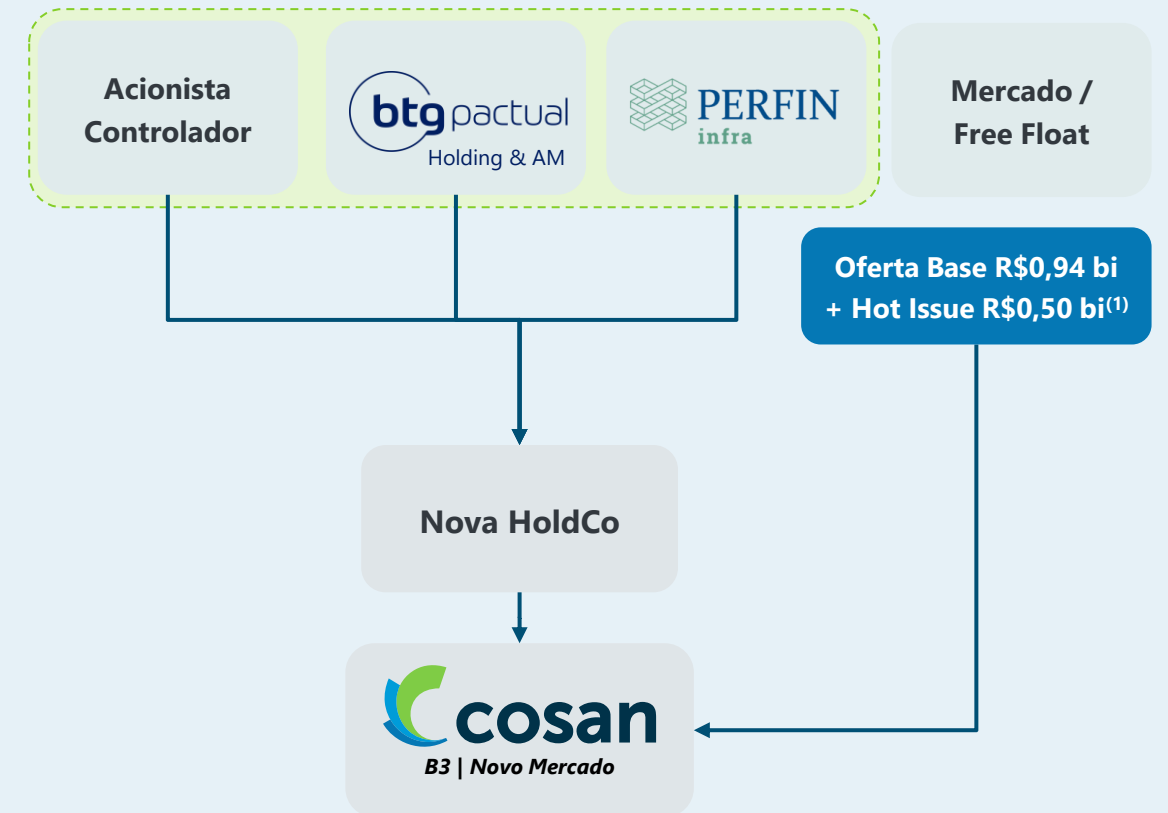 Acionista
Controlador
btg pactual
Holding & AM
PERFIN
infra
Mercado /
Free Float
Oferta Base R$0,94 bi
+ Hot Issue R$0,50 bi(1)
Nova HoldCo
cosan
B3 | Novo Mercado